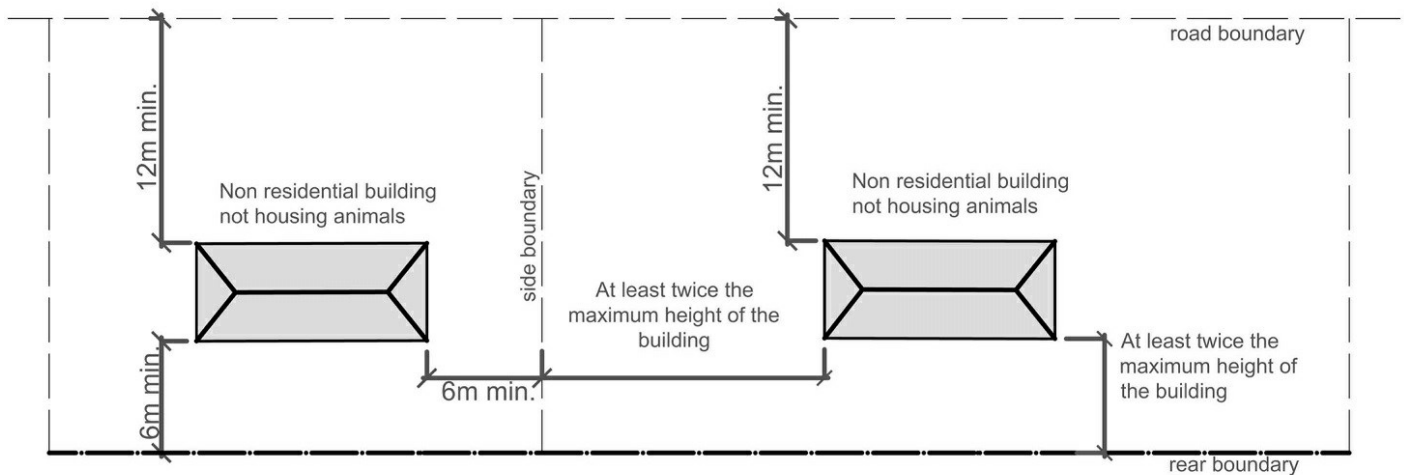 road boundary
12m min.
12m min.
Non residential building
not housing animals
Non residential building
not housing animals
side boundary
At least twice the
maximum height of the
building
6m min.
6m min.
At least twice the
maximum height of
the building
rear boundary